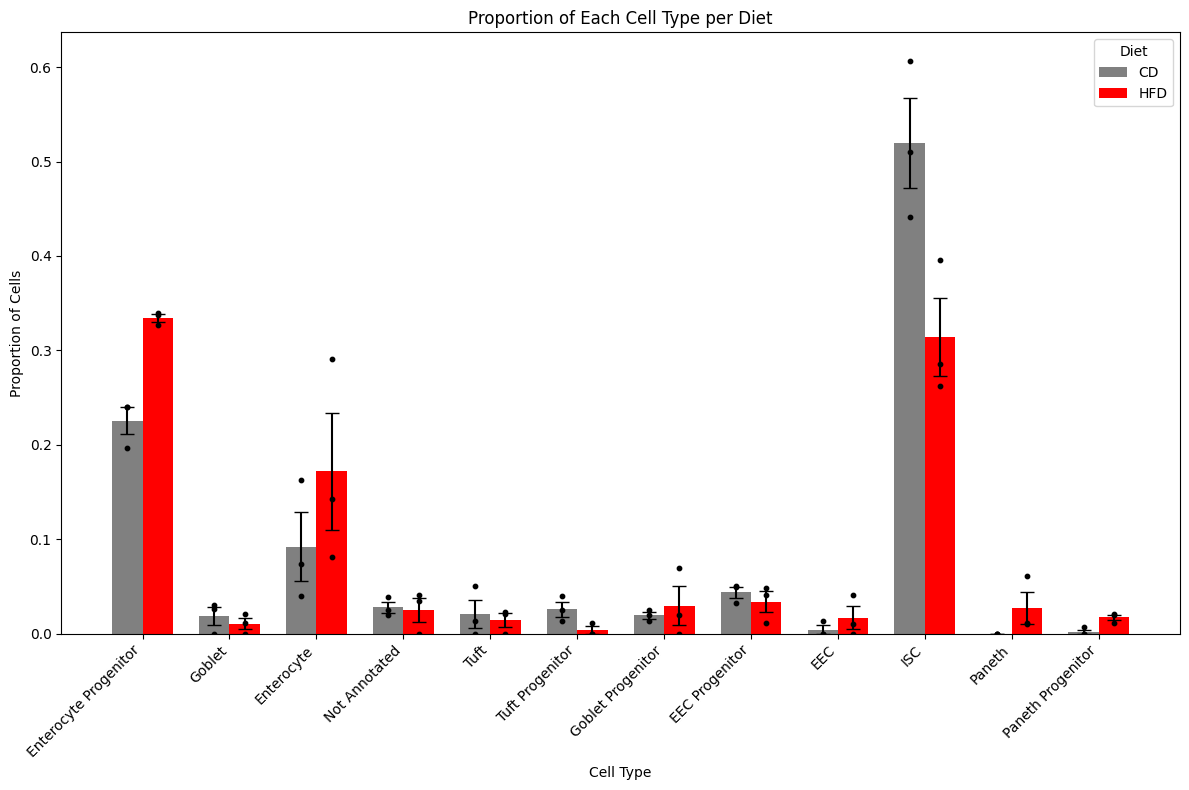 Proportion of Each Cell Type per Diet
Diet
CD
HFD
Proportion of Cells
0.6
0.5
0.4
0.3
0.2
0.1
0.0
Enterocyte Progenitor
Goblet
Enterocyte
Not Annotated
Tuft
Tuft Progenitor
Goblet Progenitor
EEC Progenitor
EEC
ISC
Paneth
Paneth Progenitor
Cell Type